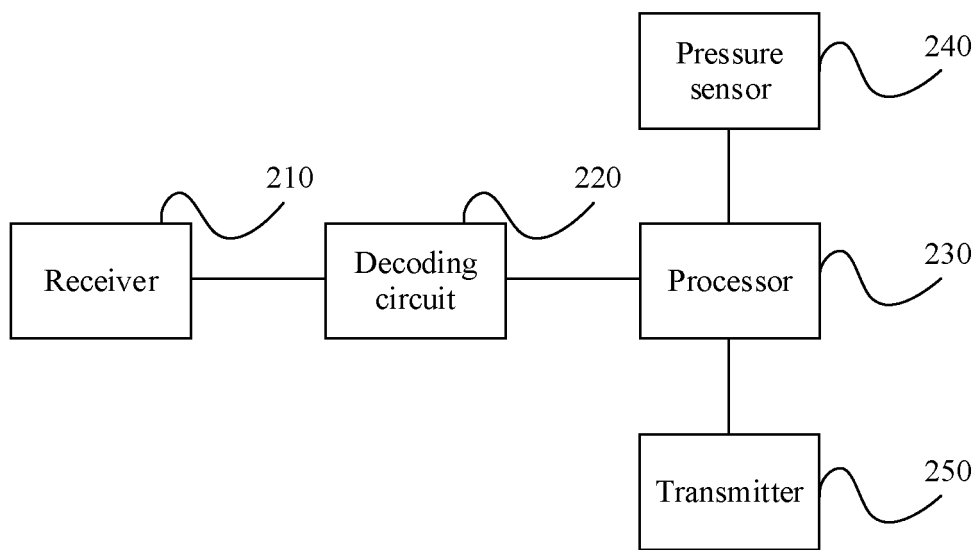 Pressure
sensor
240
210
220
Receiver
Decoding
circuit
Processor
230
Transmitter
250